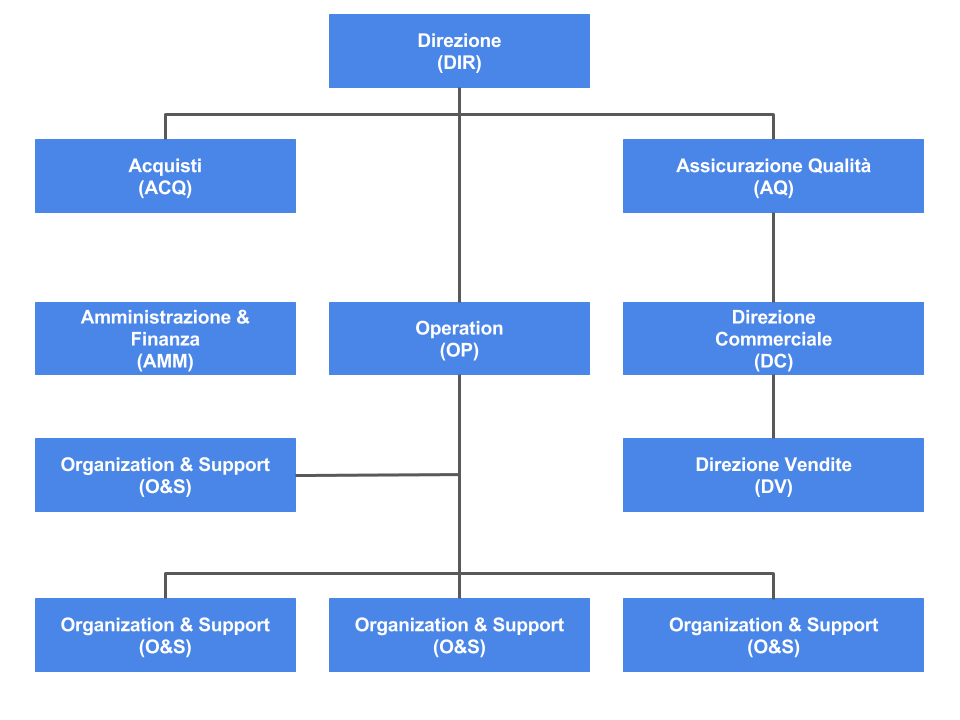 Direzione
(DIR)
Acquisti
(ACQ)
Assicurazione Qualità
(AQ)
Amministrazione &
Finanza
(AMM)
Operation
(OP)
Direzione
Commerciale
(DC)
Organization & Support
(O&S)
Direzione Vendite
(DV)
Organization & Support
(O&S)
Organization & Support
(O&S)
Organization & Support
(O&S)